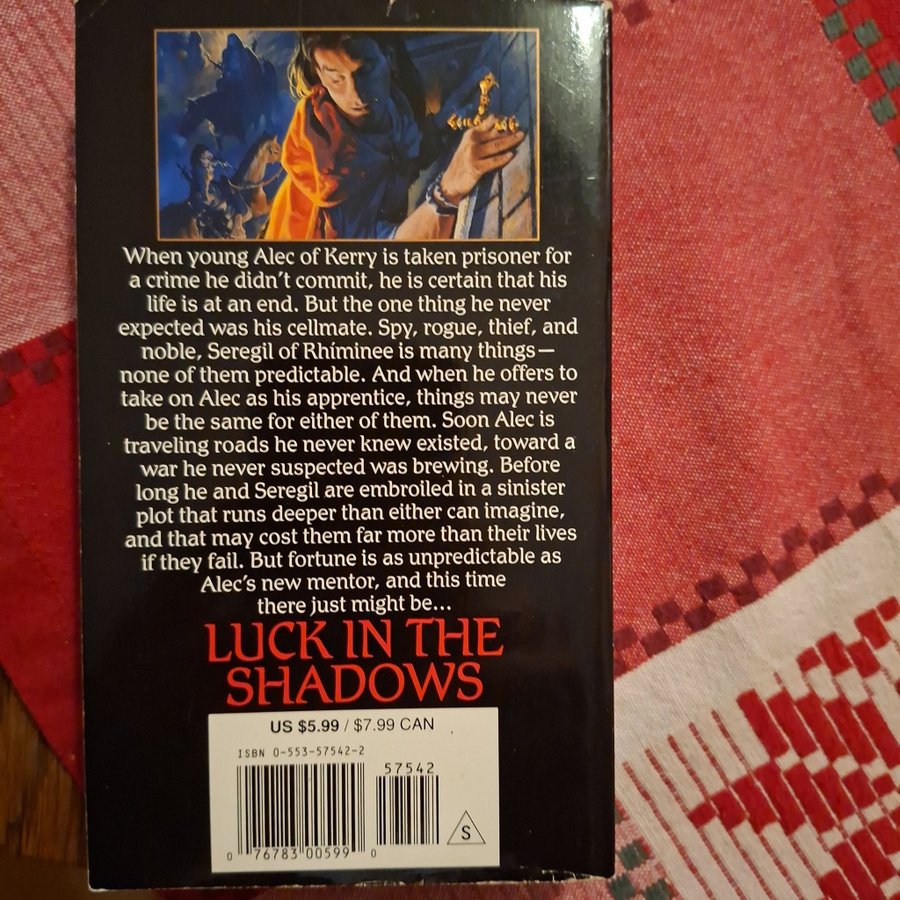 When young Alec of Kerry is taken prisoner for
a crime he didn't commit, he is certain that his
life is at an end. But the one thing he never
expected was his cellmate. Spy, rogue, thief, and
noble, Seregil of Rhíminee is many things—
none of them predictable. And when he offers to
take on Alec as his apprentice, things may never
be the same for either of them. Soon Alec is
traveling roads he never knew existed, toward a
war he never suspected was brewing. Before
long he and Seregil are embroiled in a sinister
plot that runs deeper than either can imagine,
and that may cost them far more than their lives
if they fail. But fortune is as unpredictable as
Alec's new mentor, and this time
there just might be...
LUCK IN THE
SHADOWS
US $5.99 / $7.99 CAN
ISBN 0-553-57542-2
57542
0 76783 00599 0
S